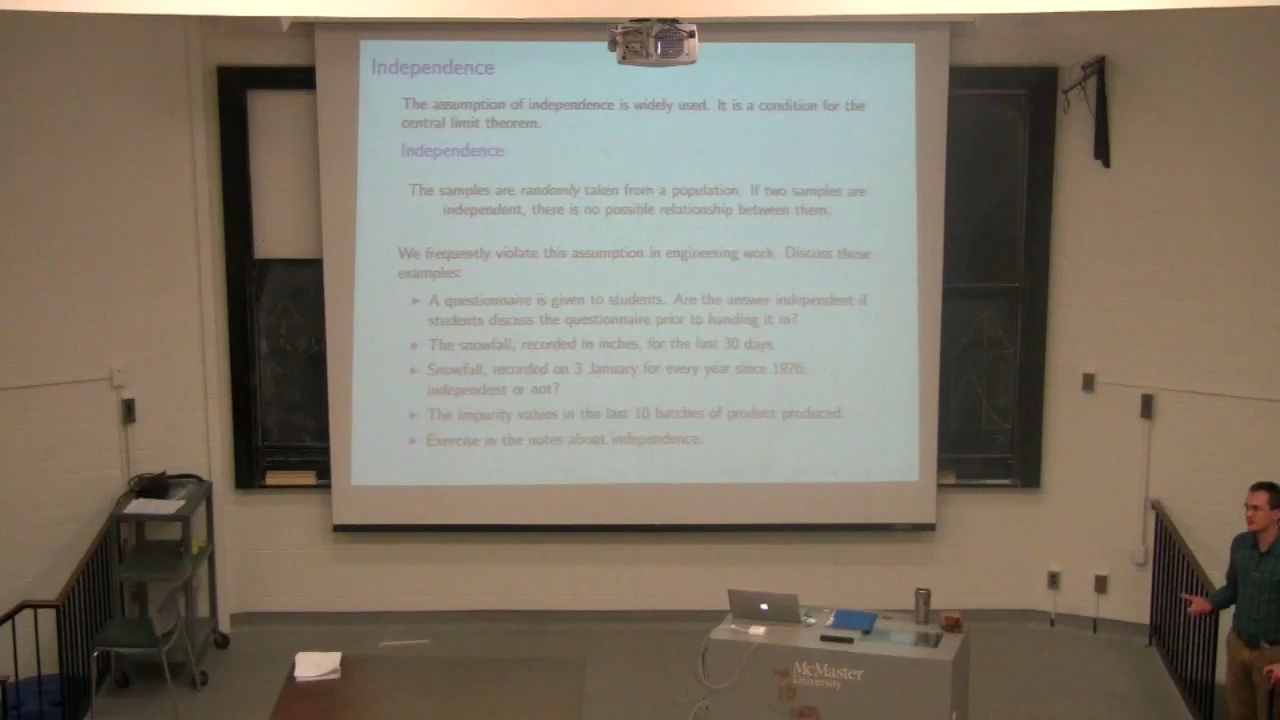 Independence
The assumption of independence is widely used. It is a condition for the
central limit theorem.
Independence
The samples are randomly taken from a population. If two samples are
independent, there is no possible relationship between them.
We frequently violate this assumption in engineering work. Discuss these
examples:
► A questionnaire is given to students. Are the answer independent if
students discuss the questionnaire prior to handing it in?
► The snowfall, recorded in inches, for the last 30 days.
► Snowfall, recorded on 3 January for every year since 1976:
independent or not?
► The impurity values in the last 10 batches of product produced.
► Exercise in the notes about independence.
McMaster
University